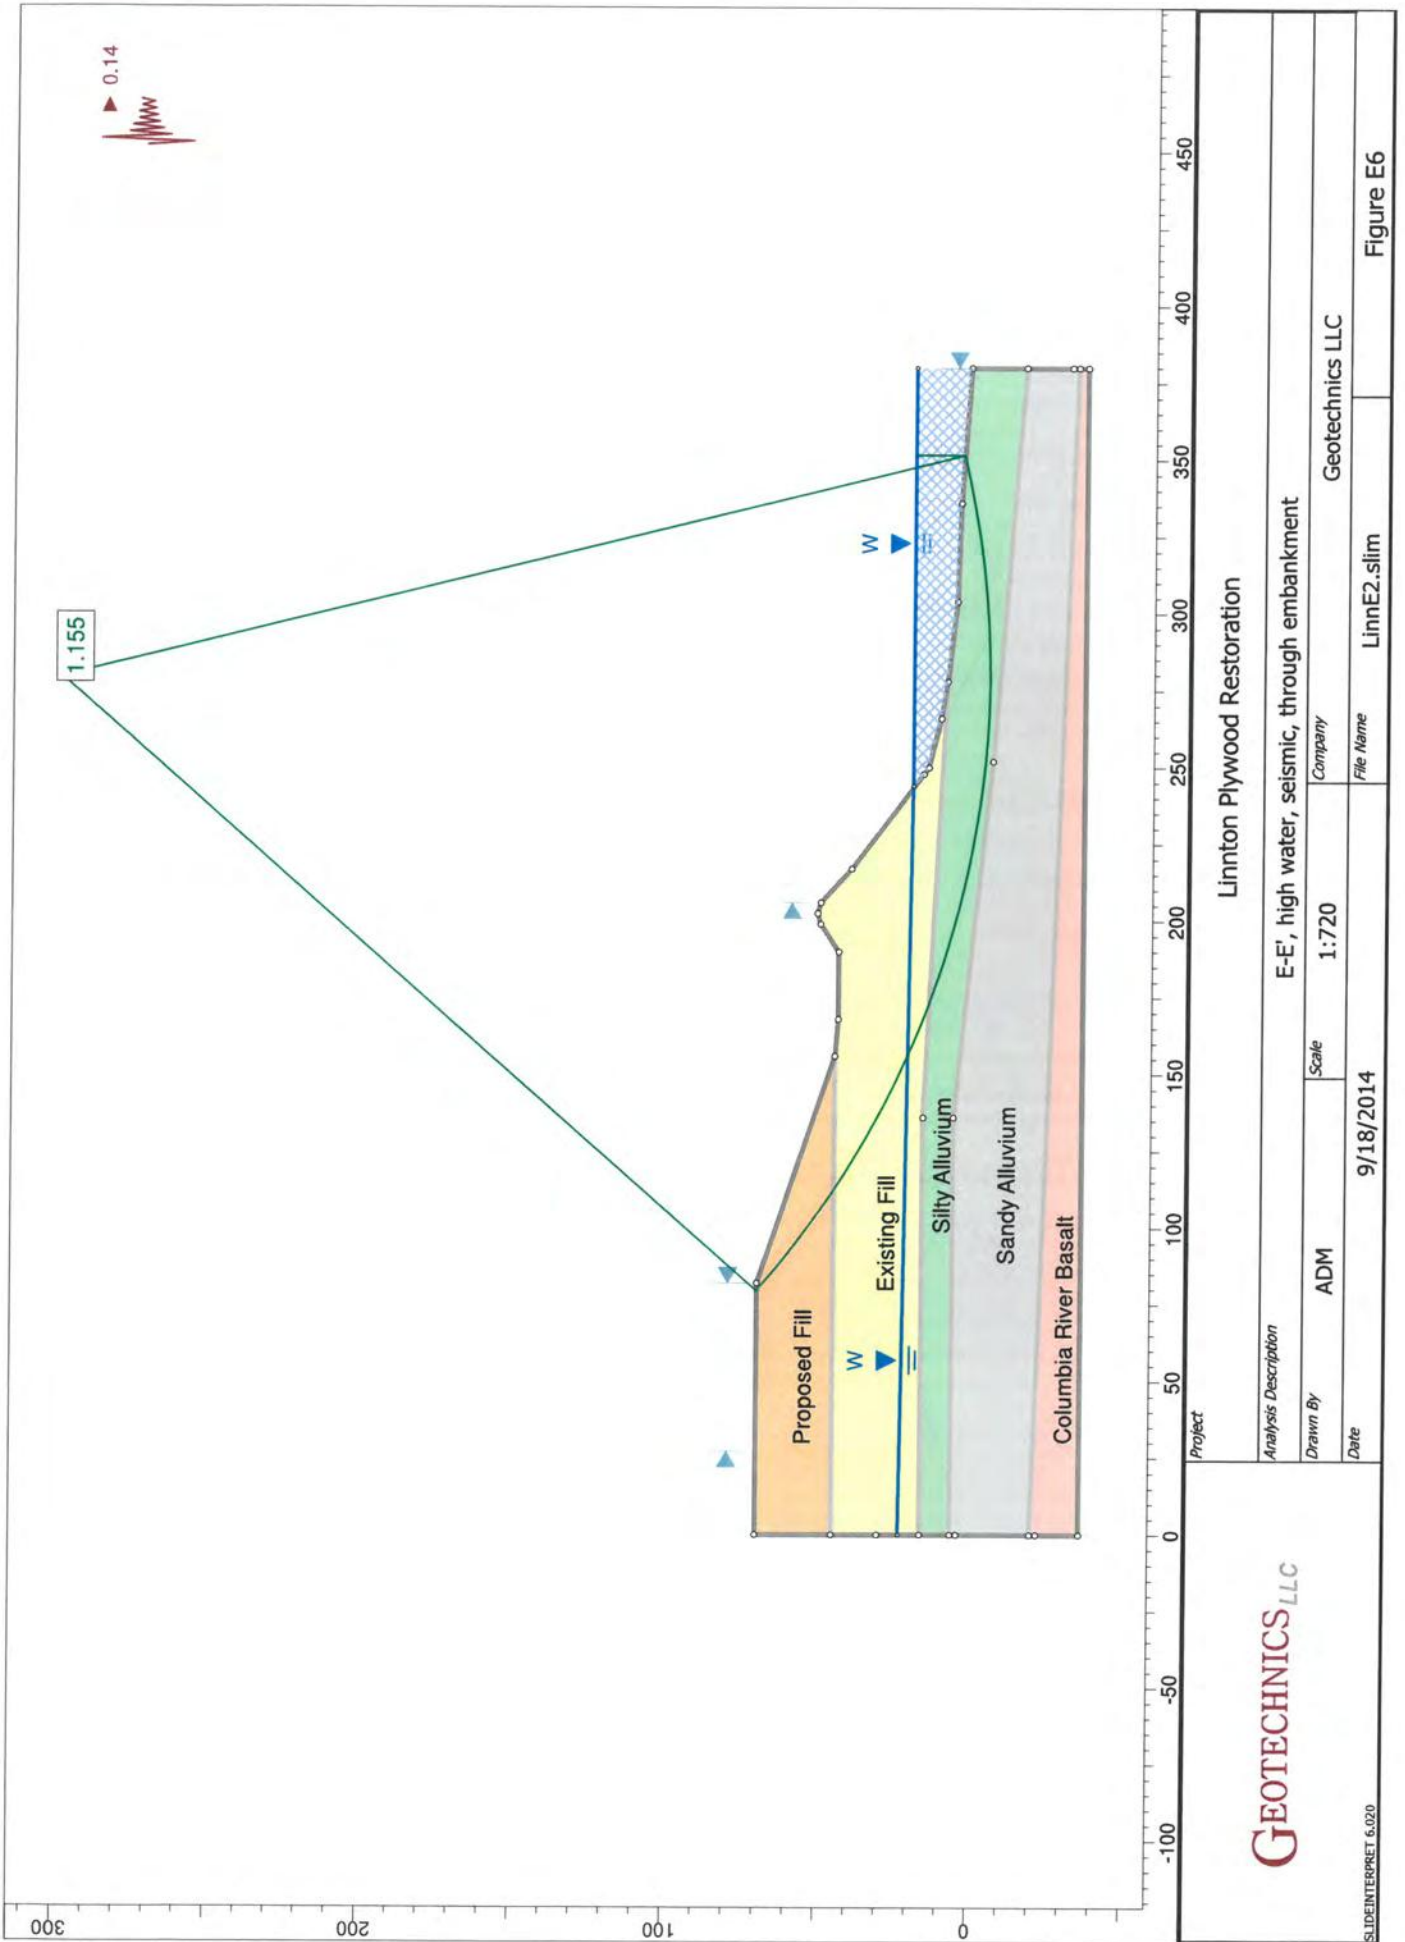 0.14
1.155
W
W
Proposed Fill
Existing Fill
Silty Alluvium
Sandy Alluvium
Columbia River Basalt
300
200
100
0
-100
-50
0
50
100
150
200
250
300
350
400
450
GEOTECHNICS LLC
SLIDEINTERPRET 6.020
Project
Linnton Plywood Restoration
Analysis Description
E-E', high water, seismic, through embankment
Drawn By
ADM
Scale
1:720
Company
Geotechnics LLC
Date
9/18/2014
File Name
LinnE2.slim
Figure E6